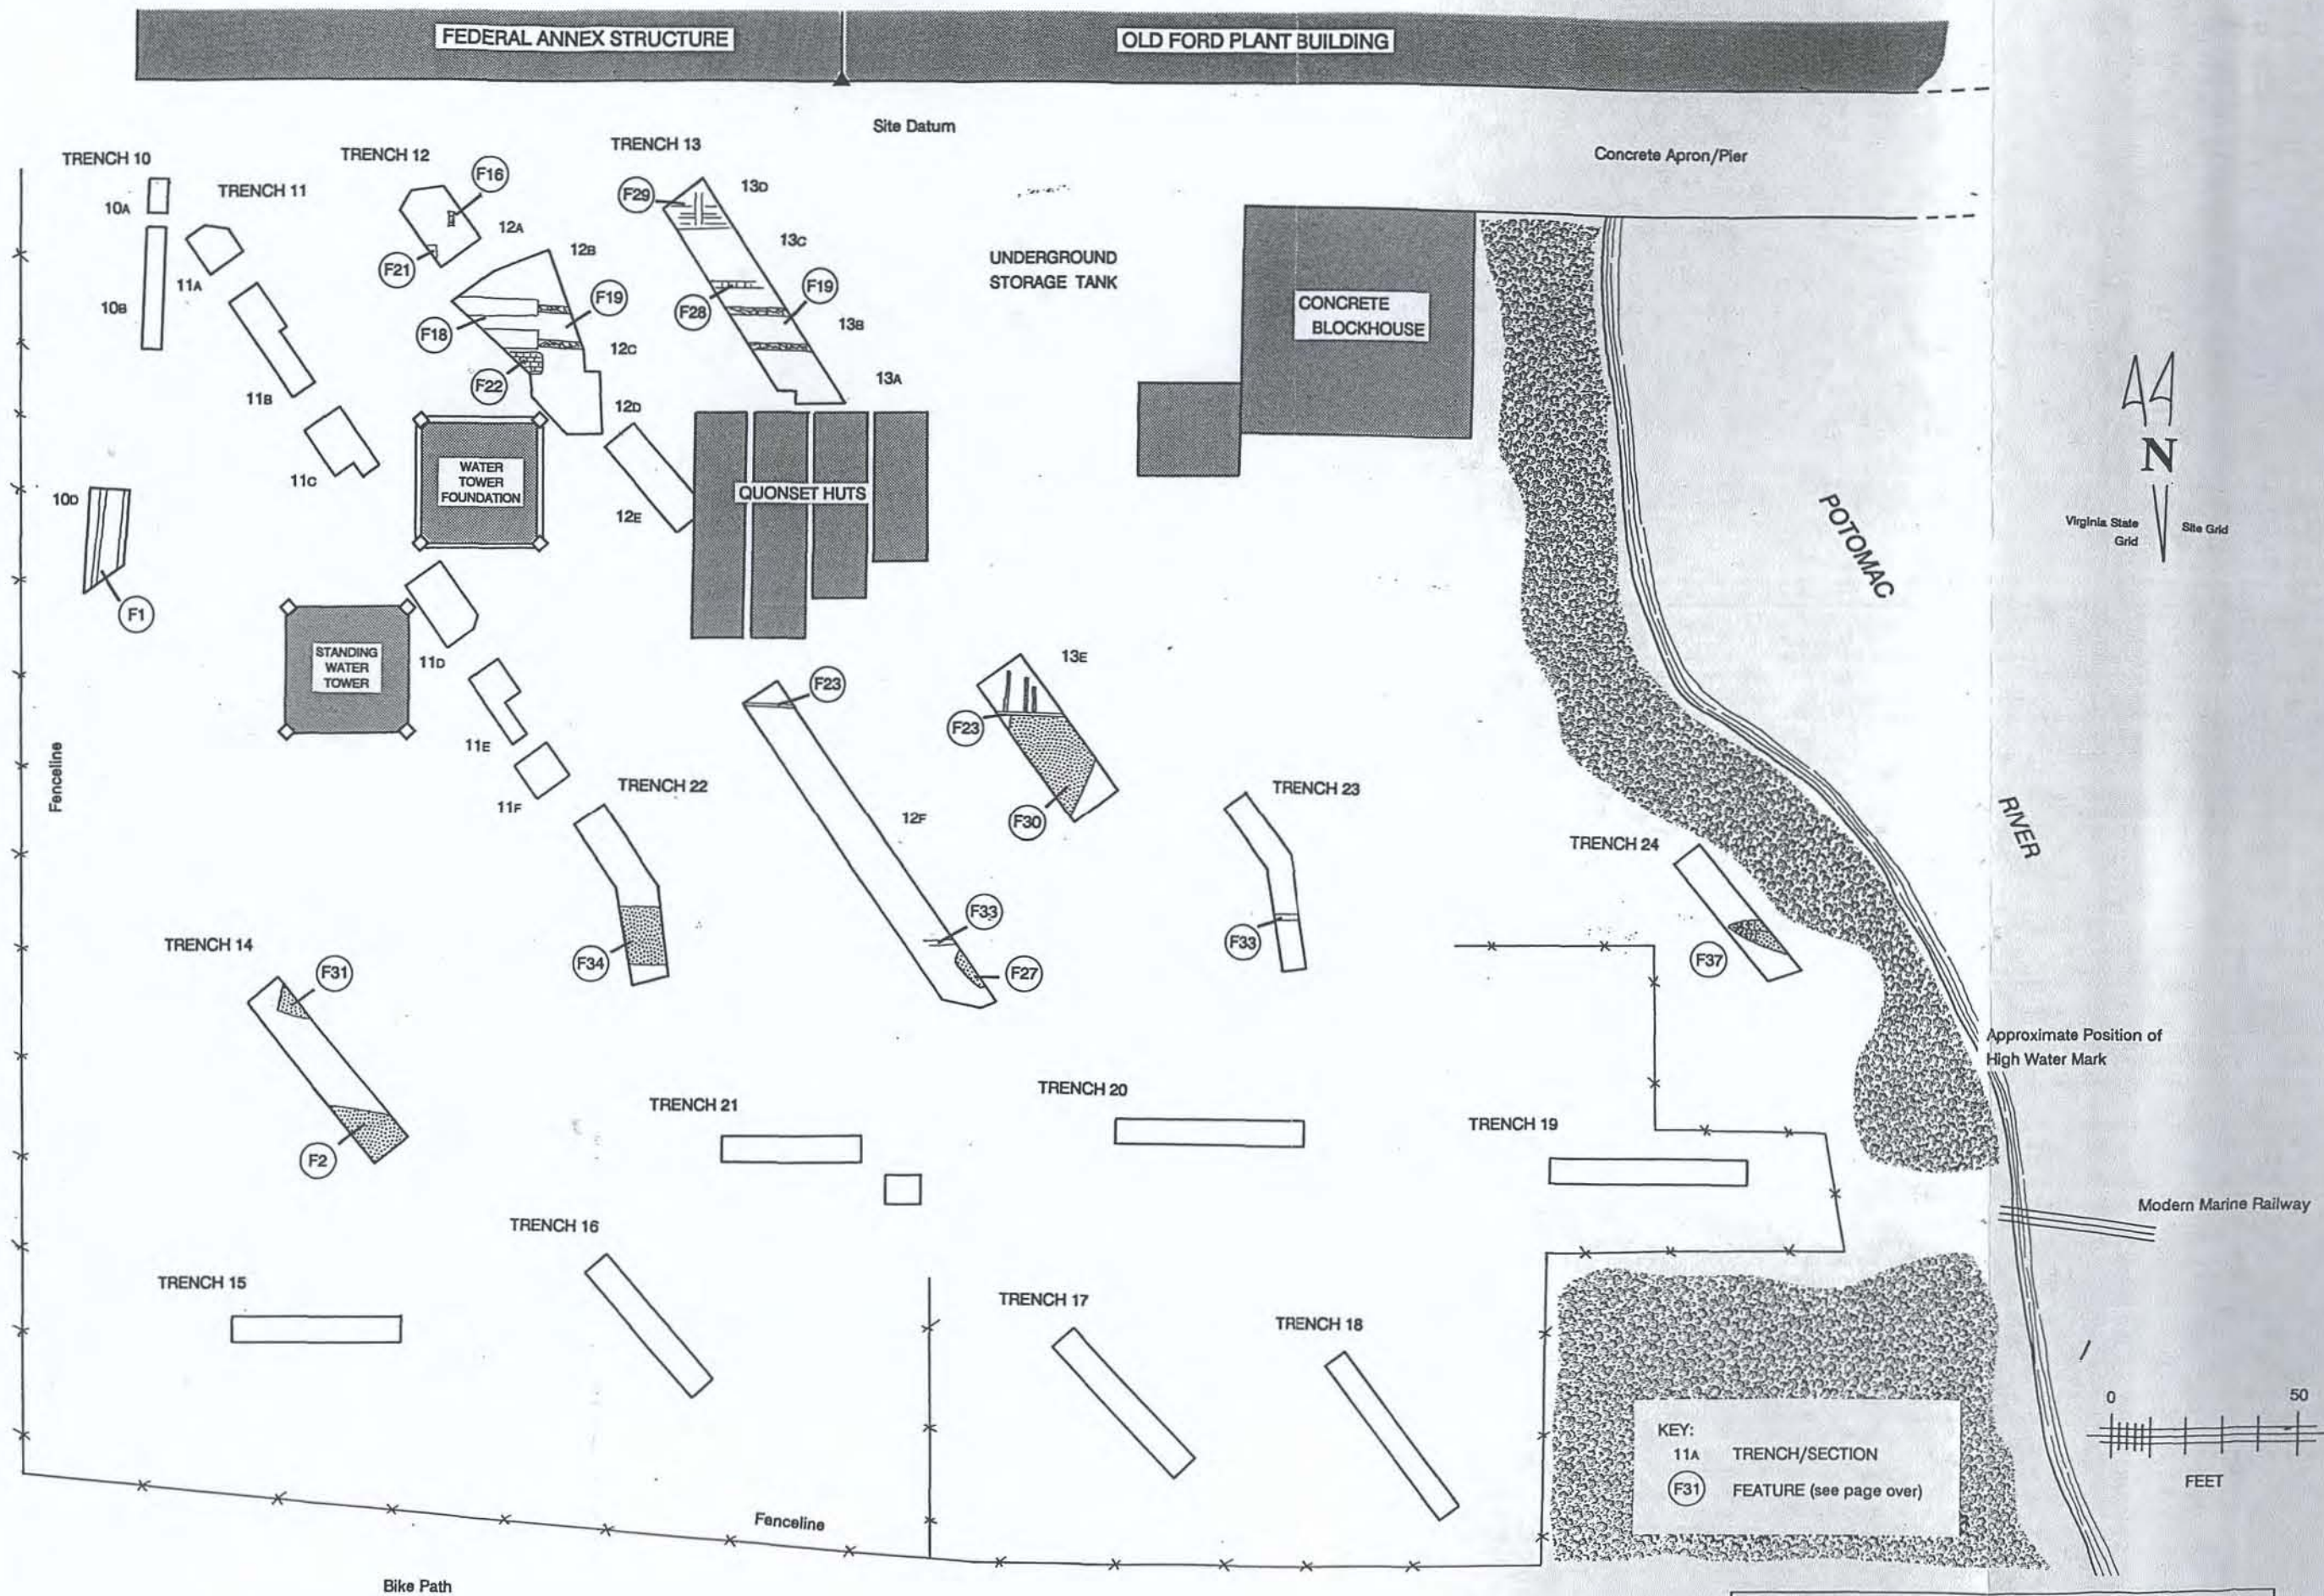 FEDERAL ANNEX STRUCTURE
OLD FORD PLANT BUILDING
Site Datum
Concrete Apron/Pier
TRENCH 10
10A
10B
10D
F1
TRENCH 11
11A
11B
11C
11D
11E
11F
TRENCH 12
F16
12A
F21
12B
F19
F18
12C
F22
12D
12E
TRENCH 13
F29
13D
13C
F28
F19
13B
13A
UNDERGROUND
STORAGE TANK
CONCRETE
BLOCKHOUSE
WATER
TOWER
FOUNDATION
QUONSET HUTS
STANDING
WATER
TOWER
Fenceline
POTOMAC
RIVER
N
Virginia State
Grid
Site Grid
F23
13E
F23
F30
12F
F33
F27
TRENCH 22
F34
TRENCH 23
F33
TRENCH 24
F37
TRENCH 14
F31
F2
Approximate Position of
High Water Mark
TRENCH 21
TRENCH 20
TRENCH 19
Modern Marine Railway
TRENCH 15
TRENCH 16
TRENCH 17
TRENCH 18
KEY:
11A TRENCH/SECTION
F31 FEATURE (see page over)
0 50
FEET
Fenceline
Bike Path